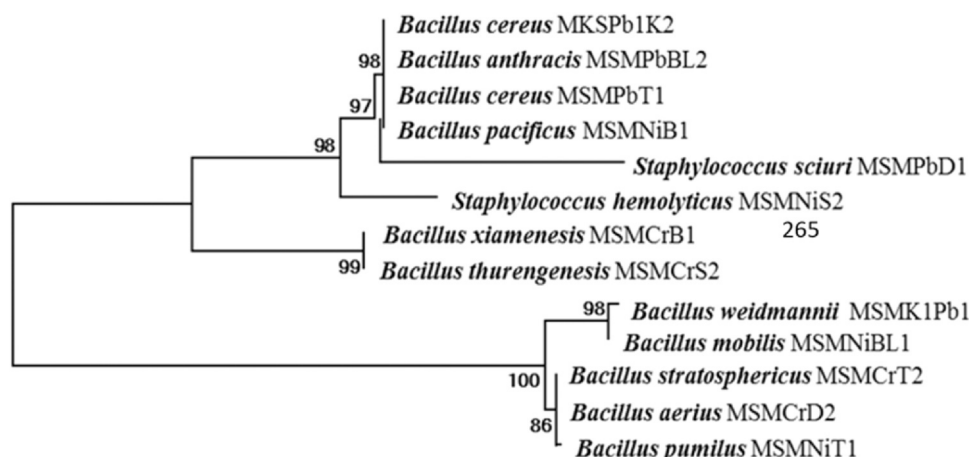 Bacillus cereus MKSPb1K2
98
Bacillus anthracis MSMPbBL2
Bacillus cereus MSMPbT1
97
Bacillus pacificus MSMNiB1
98
Staphylococcus sciuri MSMPbD1
Staphylococcus hemolyticus MSMNiS2
265
Bacillus xiamenesis MSMCrB1
99
Bacillus thurengenesis MSMCrS2
98
Bacillus weidmannii MSMK1Pb1
Bacillus mobilis MSMNiBL1
100
Bacillus stratosphericus MSMCrT2
Bacillus aerius MSMCrD2
86
Bacillus pumilus MSMNiT1